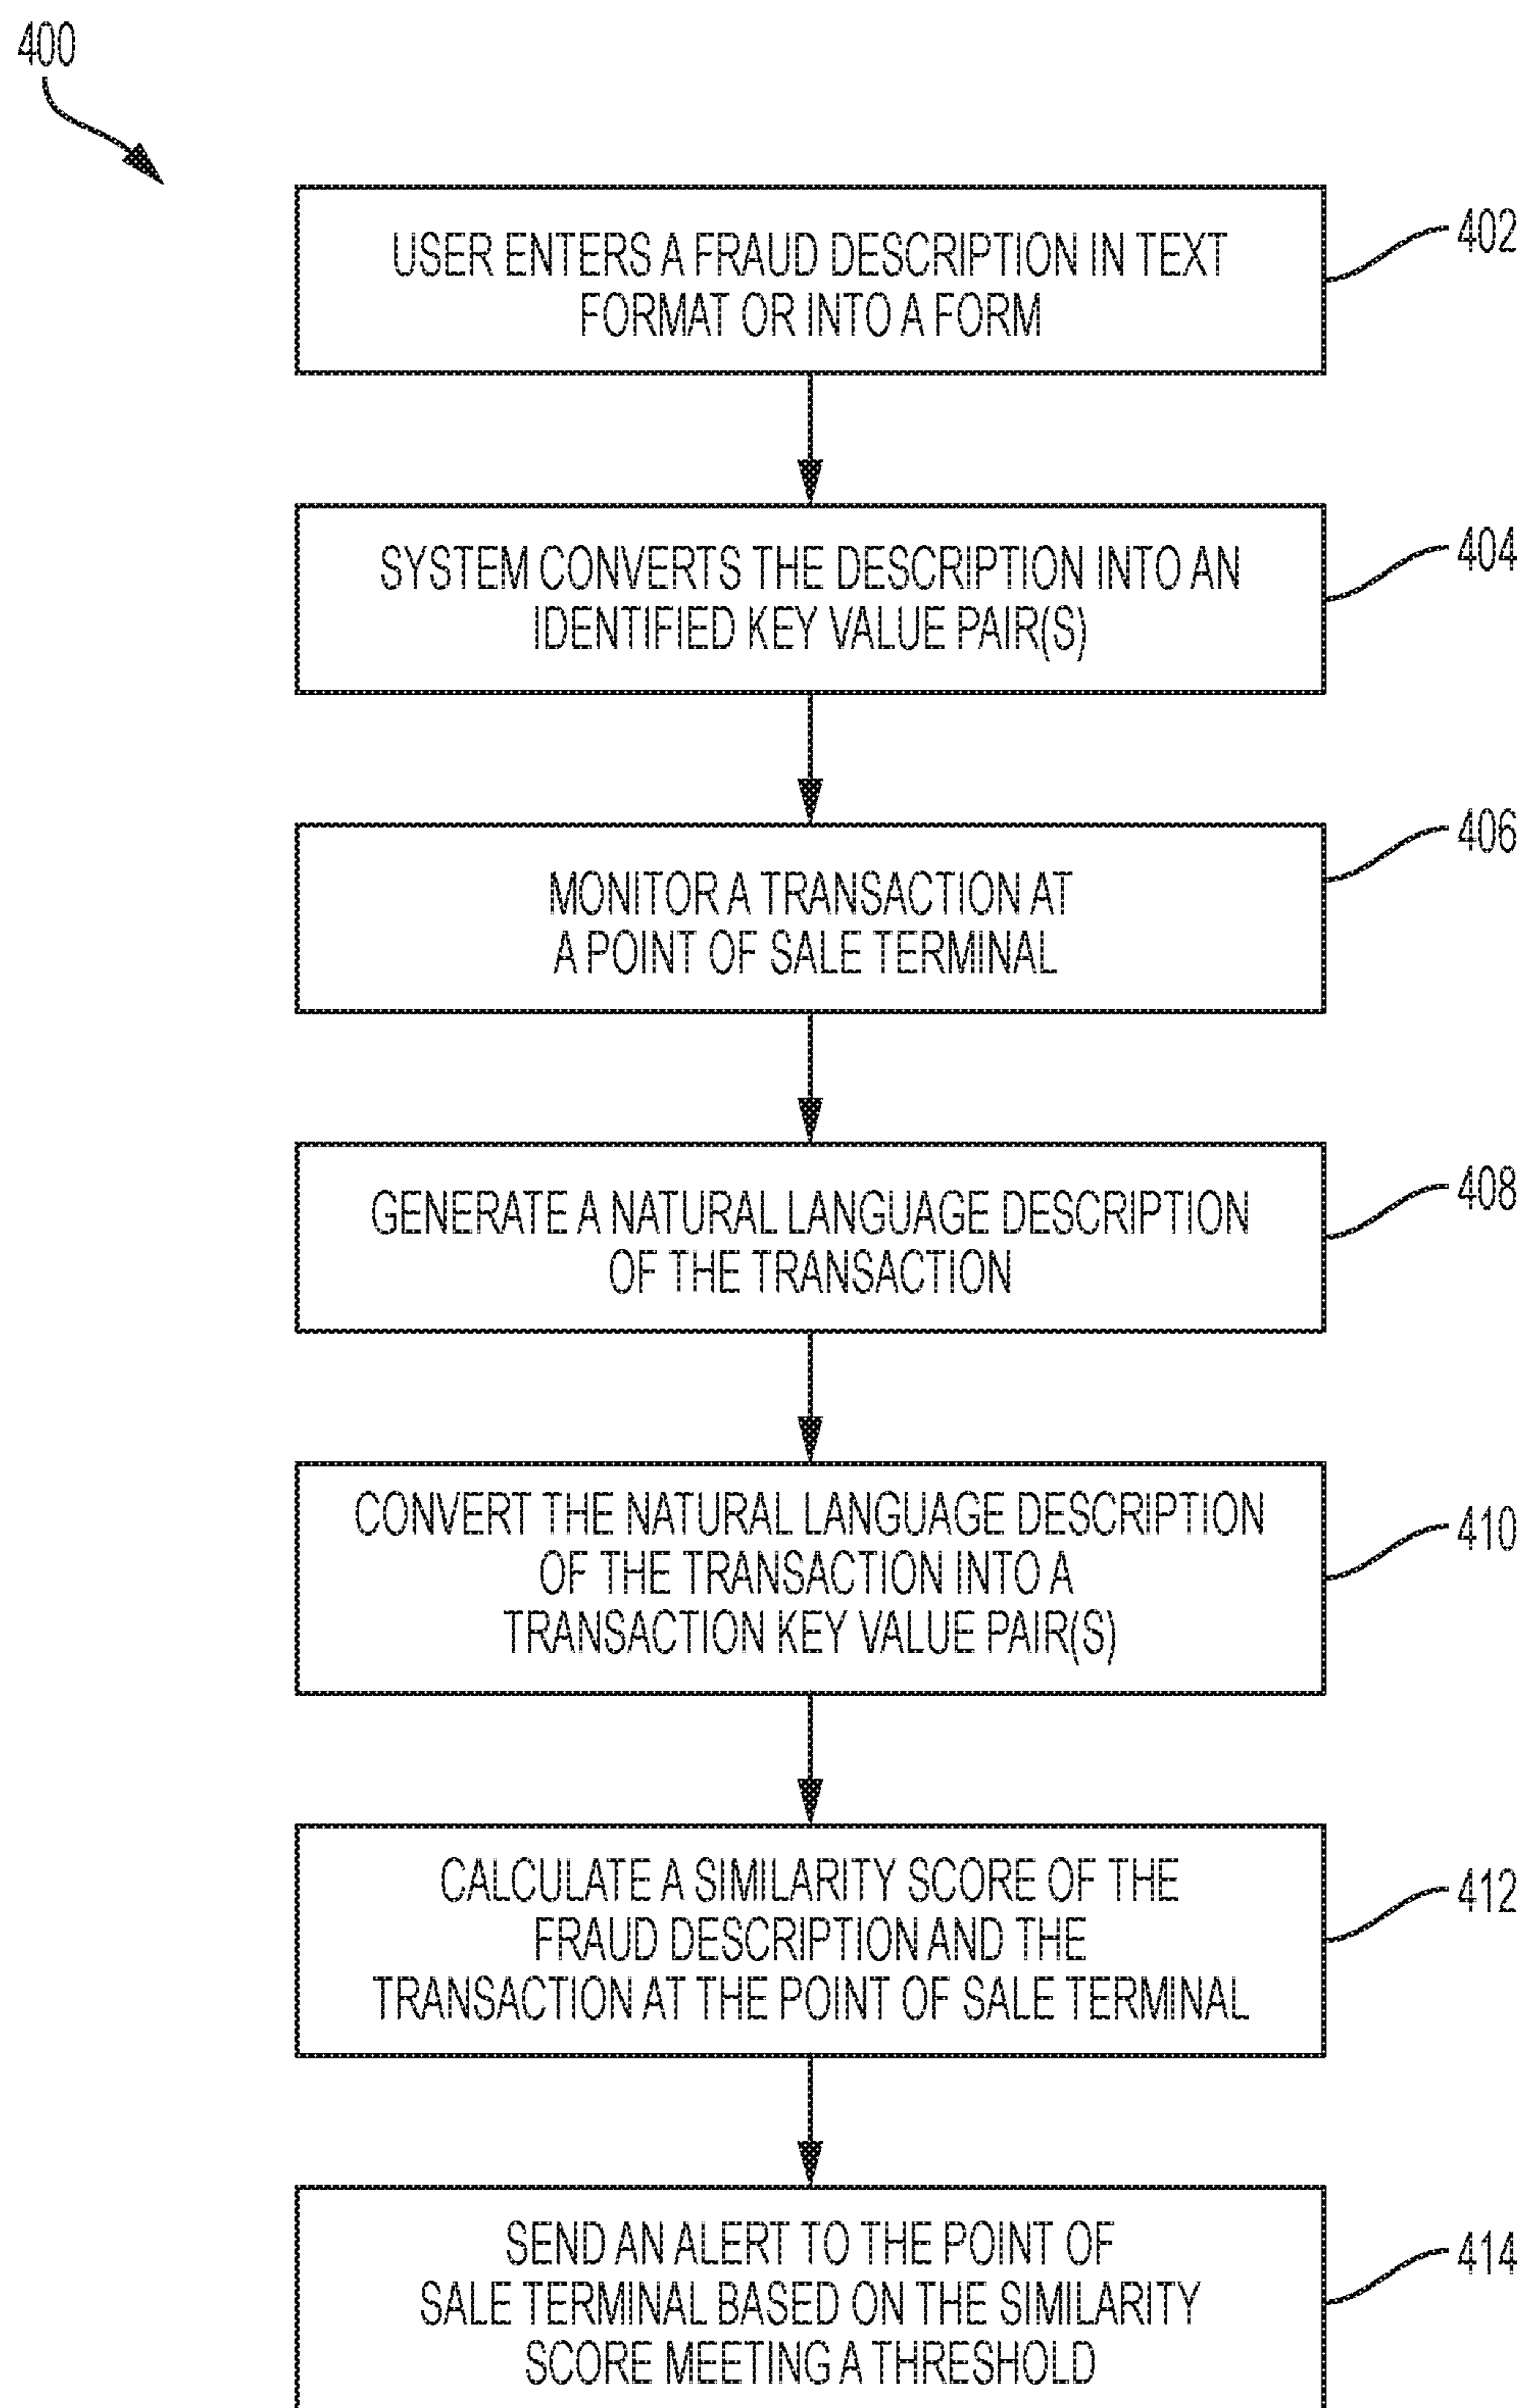 400
USER ENTERS A FRAUD DESCRIPTION IN TEXT
FORMAT OR INTO A FORM
402
SYSTEM CONVERTS THE DESCRIPTION INTO AN
IDENTIFIED KEY VALUE PAIR(S)
404
MONITOR A TRANSACTION AT
A POINT OF SALE TERMINAL
406
GENERATE A NATURAL LANGUAGE DESCRIPTION
OF THE TRANSACTION
408
CONVERT THE NATURAL LANGUAGE DESCRIPTION
OF THE TRANSACTION INTO A
TRANSACTION KEY VALUE PAIR(S)
410
CALCULATE A SIMILARITY SCORE OF THE
FRAUD DESCRIPTION AND THE
TRANSACTION AT THE POINT OF SALE TERMINAL
412
SEND AN ALERT TO THE POINT OF
SALE TERMINAL BASED ON THE SIMILARITY
SCORE MEETING A THRESHOLD
414